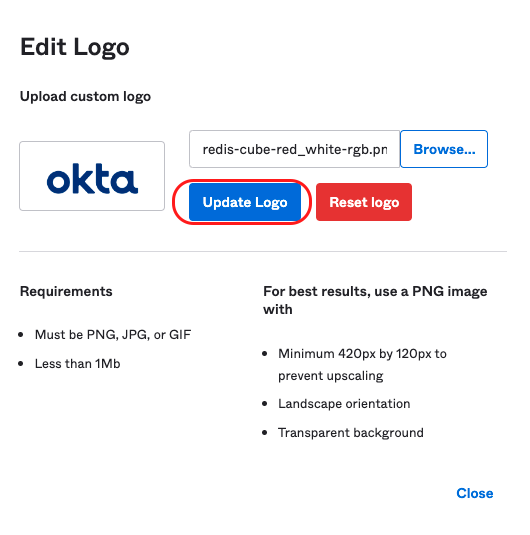 Edit Logo
Upload custom logo
okta
redis-cube-red_white-rgb.pn
Browse...
Update Logo
Reset logo
Requirements
Must be PNG, JPG, or GIF
Less than 1Mb
For best results, use a PNG image
with
Minimum 420px by 120px to
prevent upscaling
Landscape orientation
Transparent background
Close